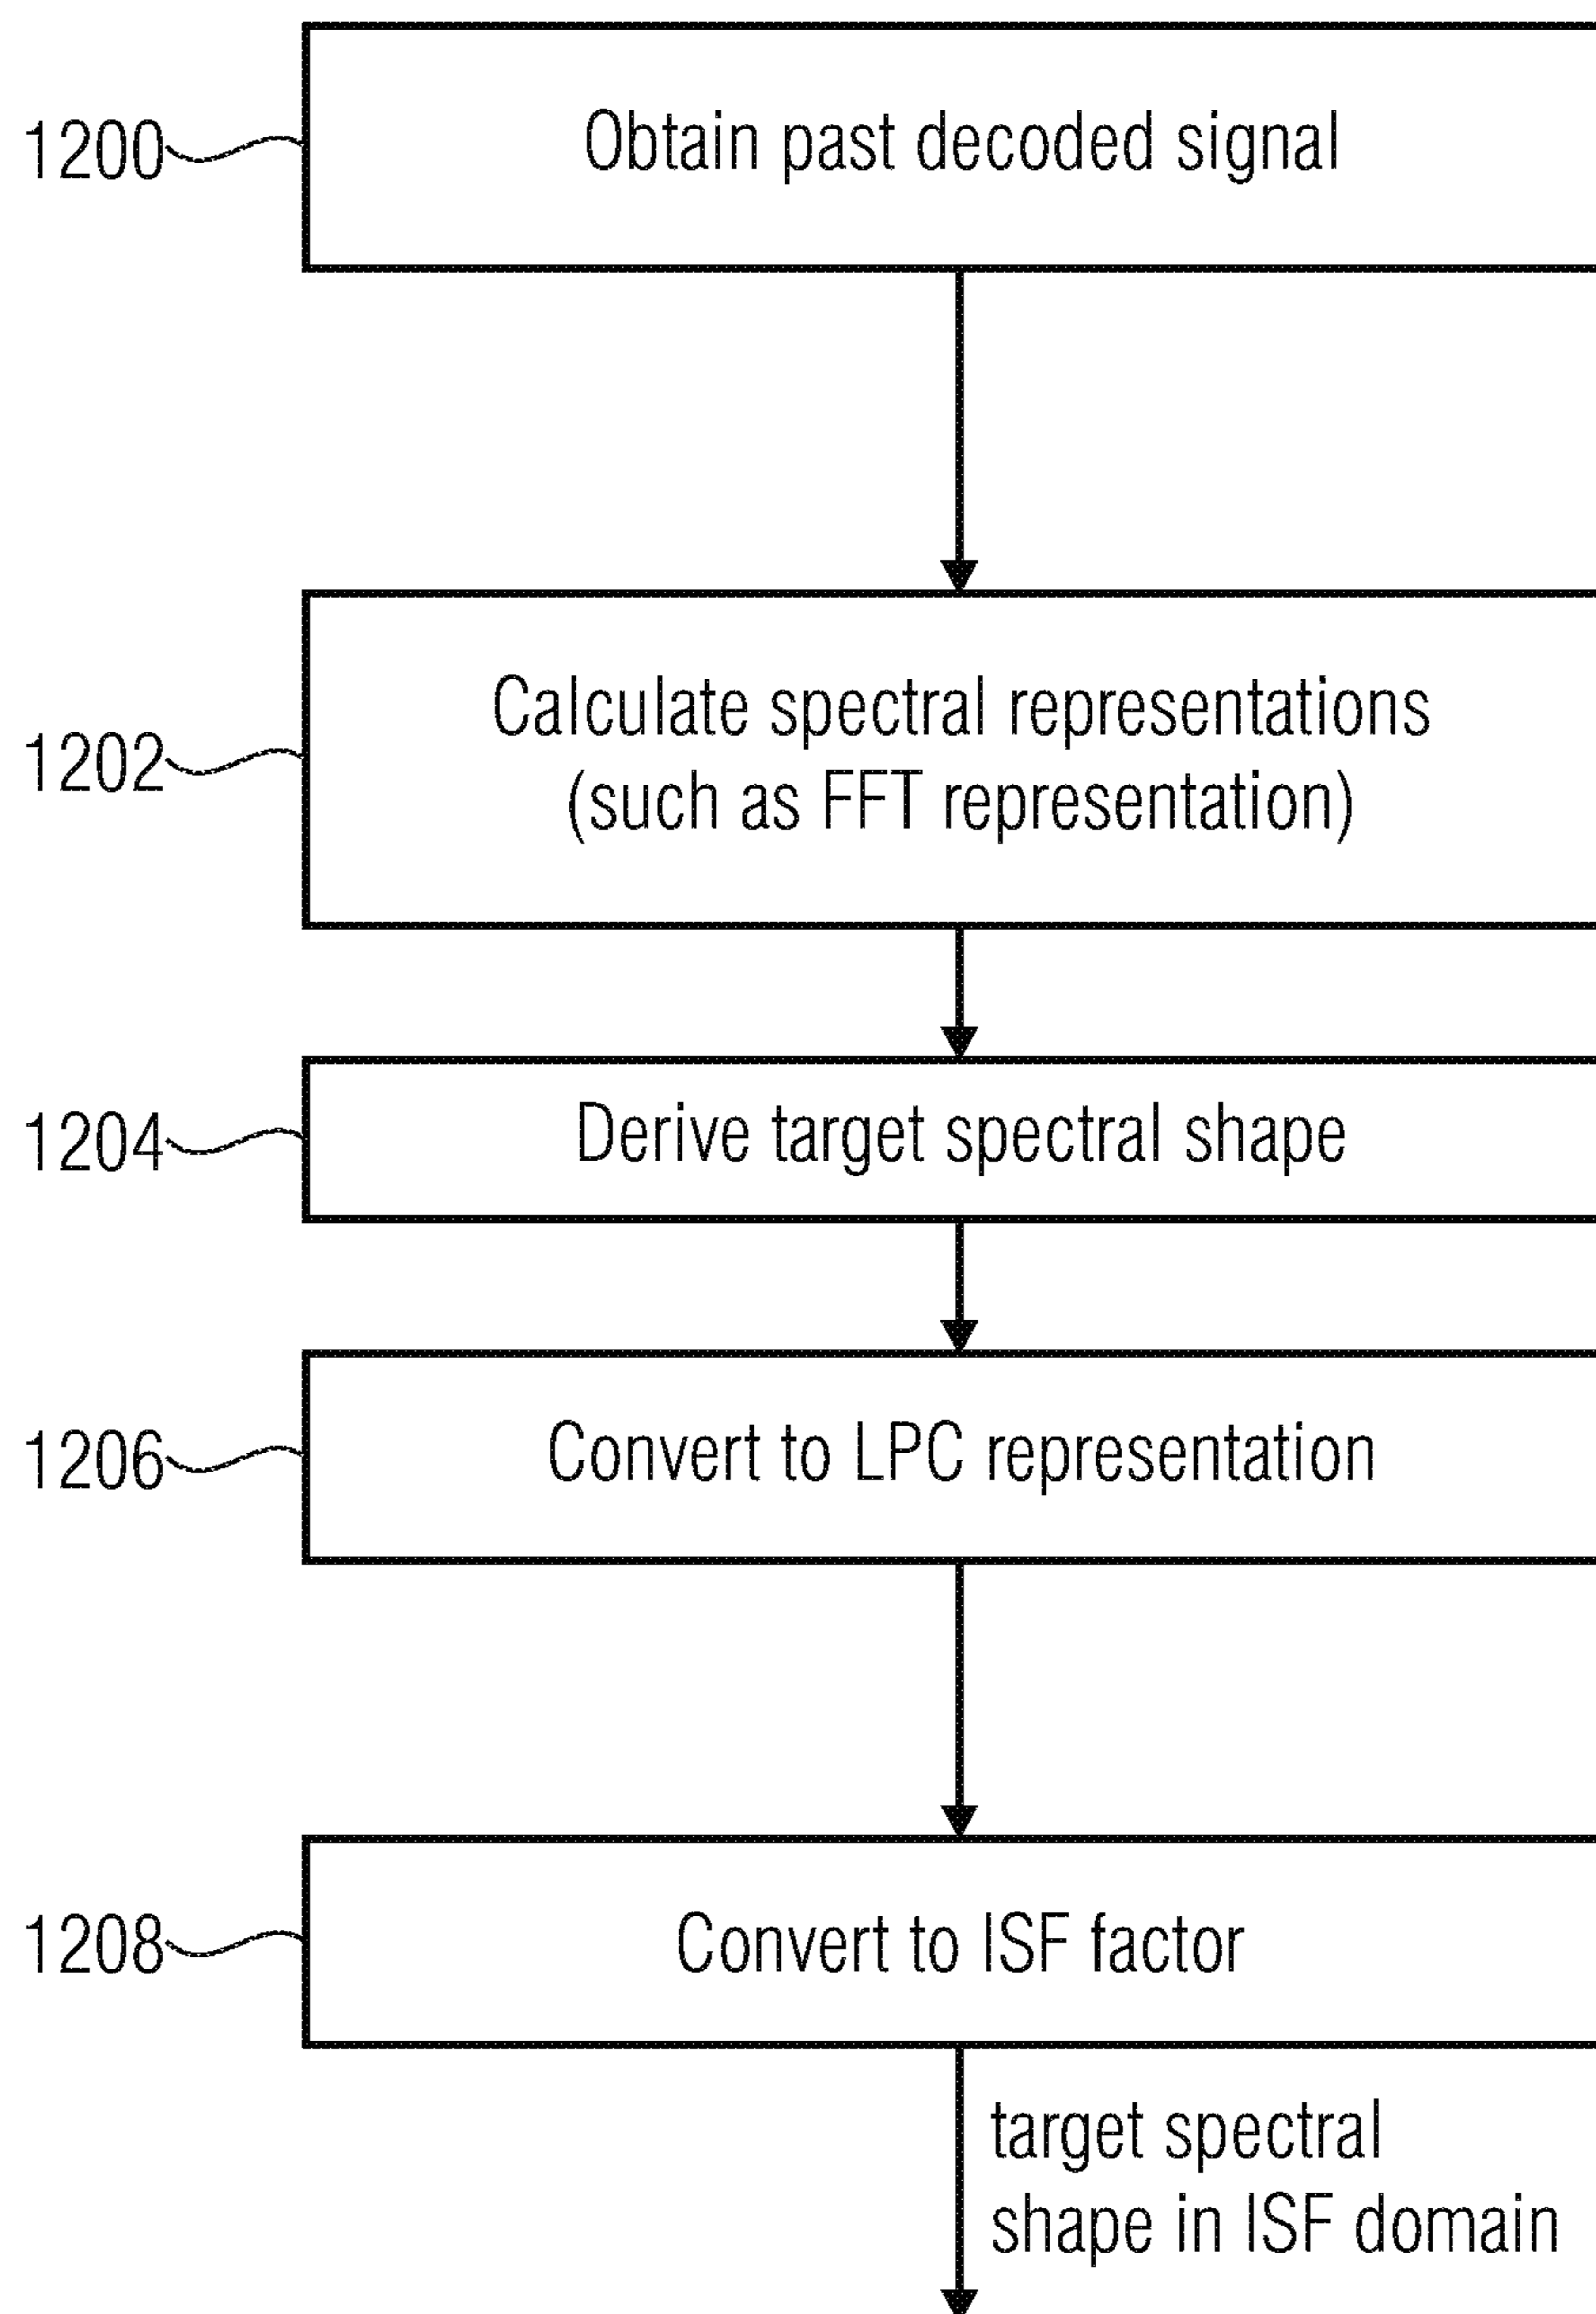 1200
Obtain past decoded signal
1202
Calculate spectral representations
(such as FFT representation)
1204
Derive target spectral shape
1206
Convert to LPC representation
1208
Convert to ISF factor
target spectral
shape in ISF domain